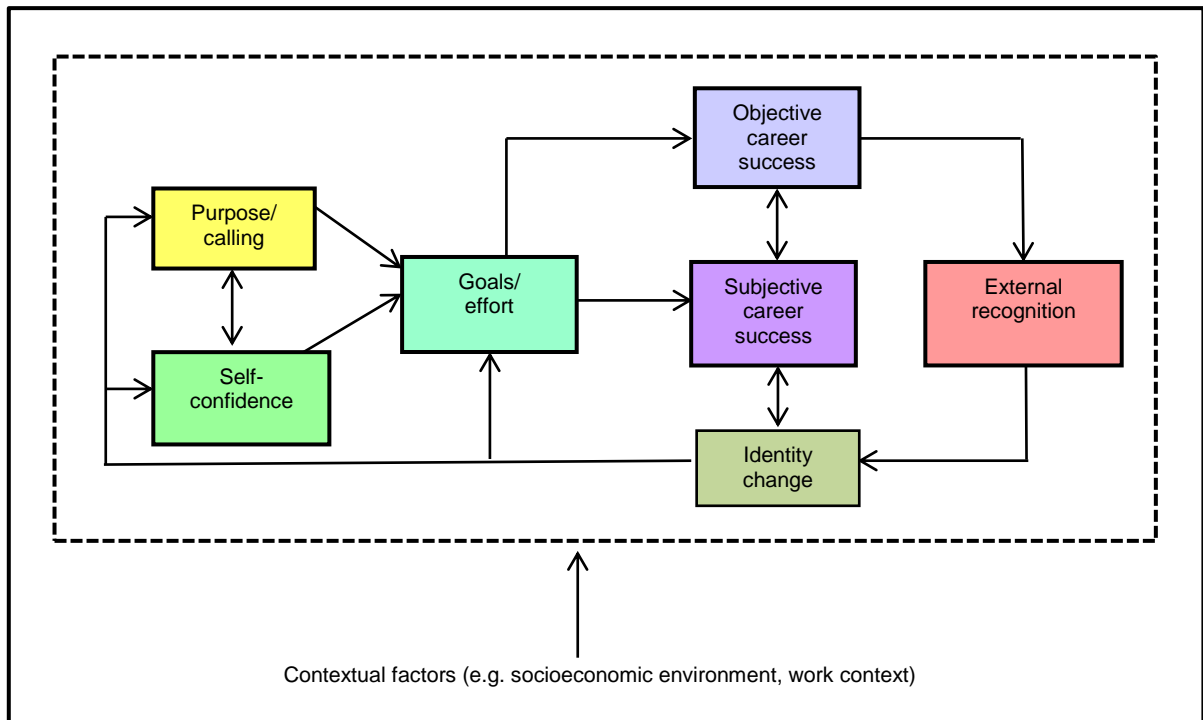 Objective
career
success
Purpose/
calling
Goals/
effort
Subjective
career
success
External
recognition
Self-
confidence
Identity
change
Contextual factors (e.g. socioeconomic environment, work context)